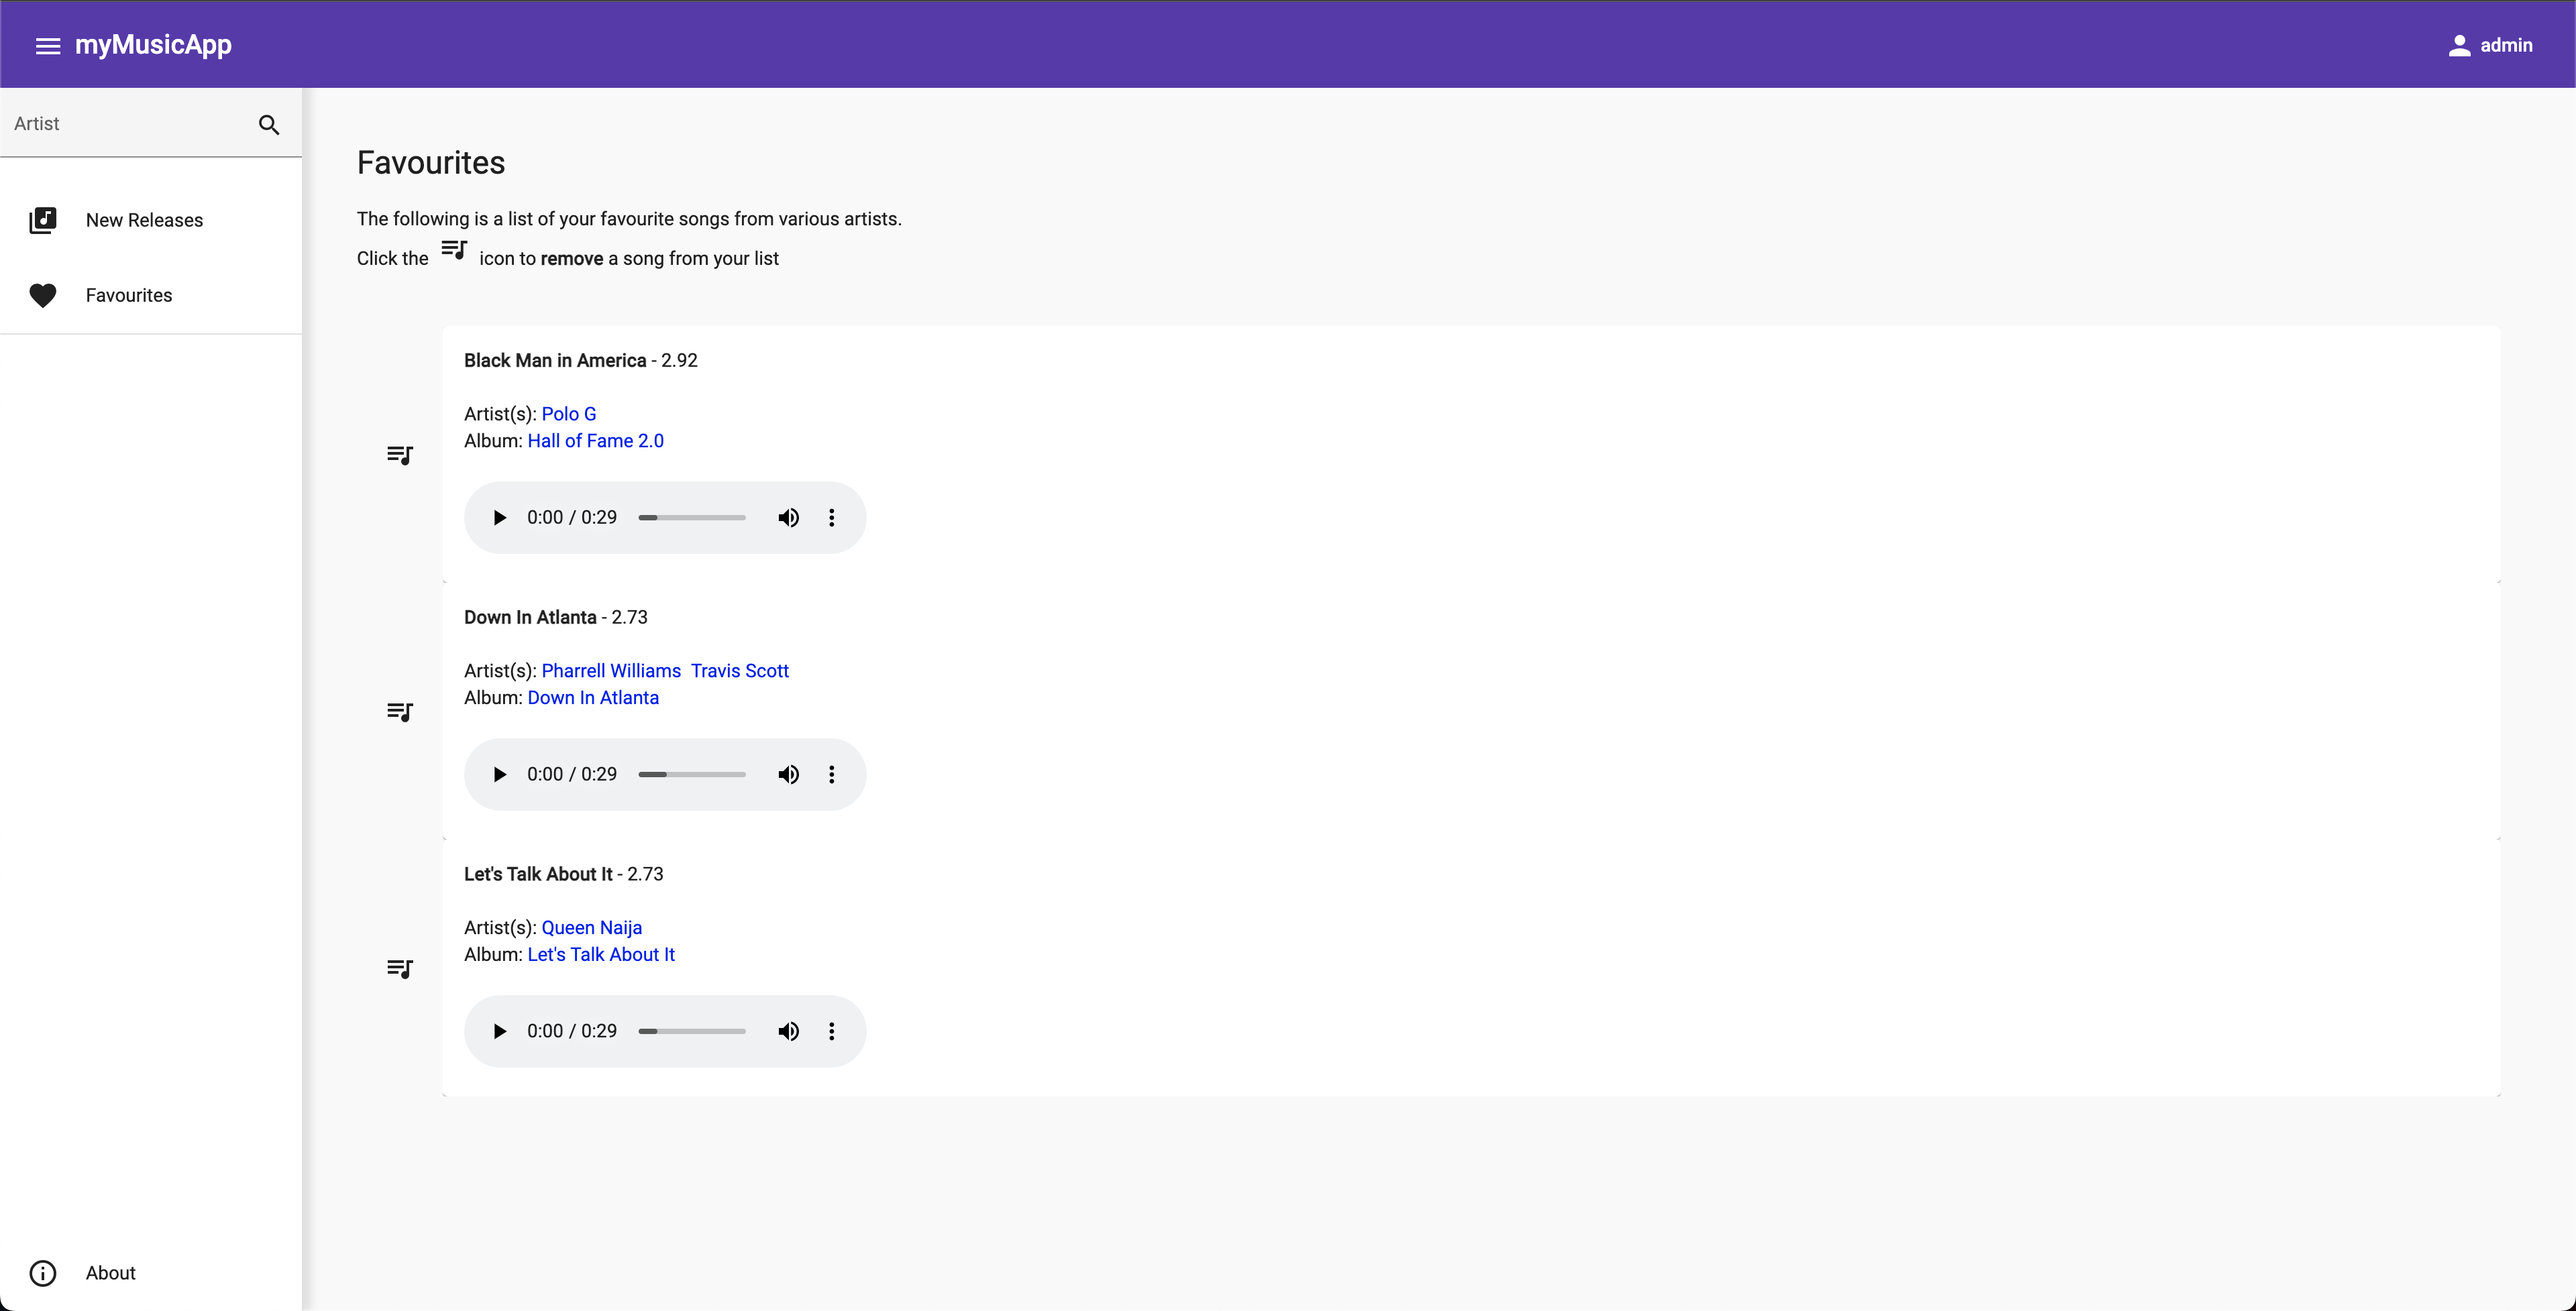 myMusicApp
admin
Artist
New Releases
Favourites
About
Favourites
The following is a list of your favourite songs from various artists.
Click the icon to remove a song from your list
Black Man in America - 2.92
Artist(s): Polo G
Album: Hall of Fame 2.0
0:00 / 0:29
Down In Atlanta - 2.73
Artist(s): Pharrell Williams Travis Scott
Album: Down In Atlanta
0:00 / 0:29
Let's Talk About It - 2.73
Artist(s): Queen Naija
Album: Let's Talk About It
0:00 / 0:29